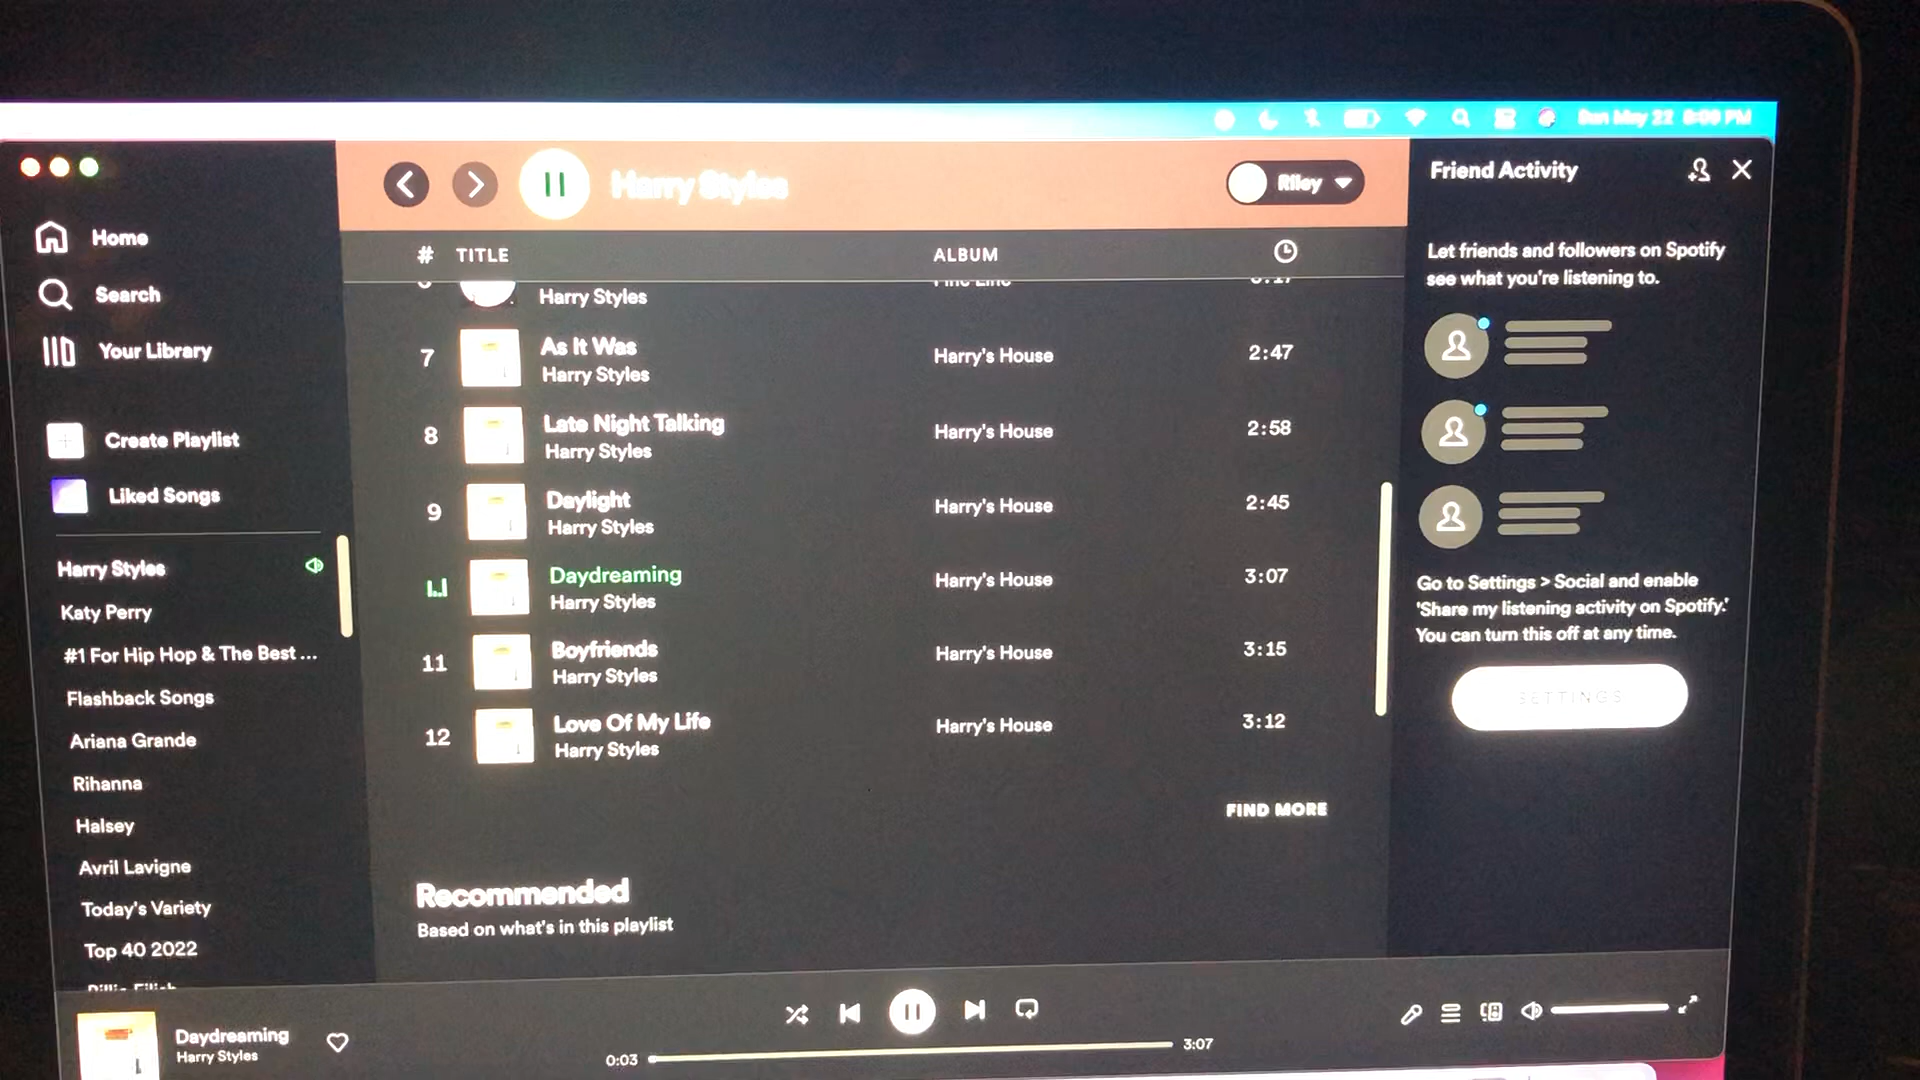 Sun May 22 8:00 PM
Home
Search
Your Library
Create Playlist
Liked Songs
Harry Styles
Katy Perry
#1 For Hip Hop & The Best ...
Flashback Songs
Ariana Grande
Rihanna
Halsey
Avril Lavigne
Today's Variety
Top 40 2022
Harry Styles
Riley
# TITLE ALBUM
Harry Styles
7 As It Was Harry's House 2:47
Harry Styles
8 Late Night Talking Harry's House 2:58
Harry Styles
9 Daylight Harry's House 2:45
Harry Styles
Daydreaming Harry's House 3:07
Harry Styles
11 Boyfriends Harry's House 3:15
Harry Styles
12 Love Of My Life Harry's House 3:12
Harry Styles
FIND MORE
Recommended
Based on what's in this playlist
Friend Activity
Let friends and followers on Spotify
see what you're listening to.
Go to Settings > Social and enable
'Share my listening activity on Spotify.'
You can turn this off at any time.
SETTINGS
Daydreaming
Harry Styles
0:03
3:07